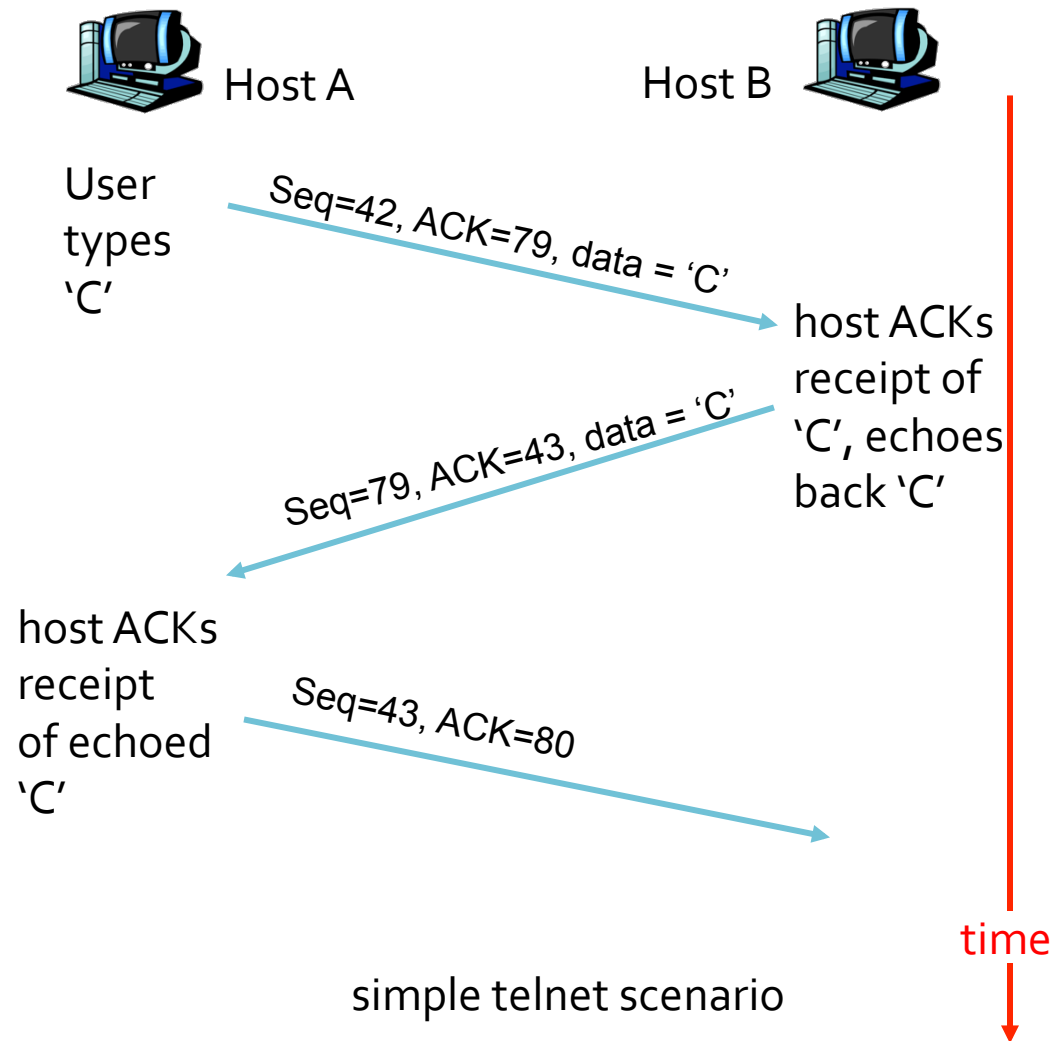 Host A
Host B
User
types
‘C’
Seq=42, ACK=79, data = ‘C’
host ACKs
receipt of
‘C’, echoes
back ‘C’
Seq=79, ACK=43, data = ‘C’
host ACKs
receipt
of echoed
‘C’
Seq=43, ACK=80
time
simple telnet scenario